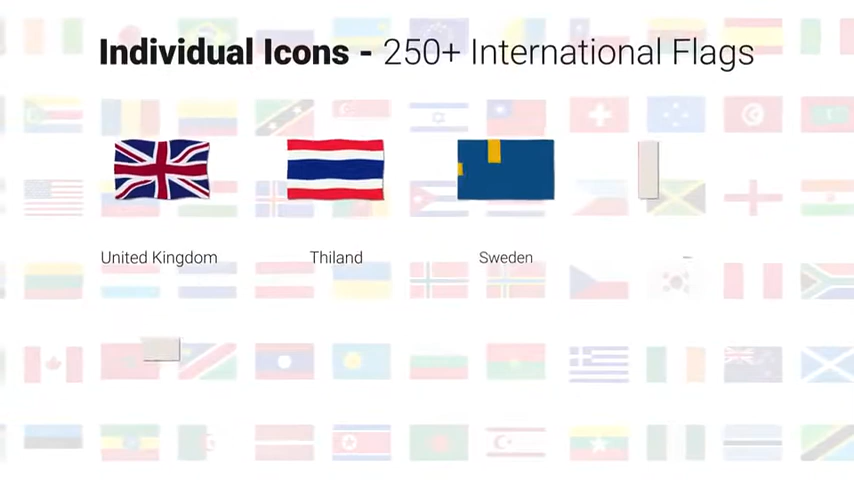 Individual Icons - 250+ International Flags
United Kingdom
Thiland
Sweden